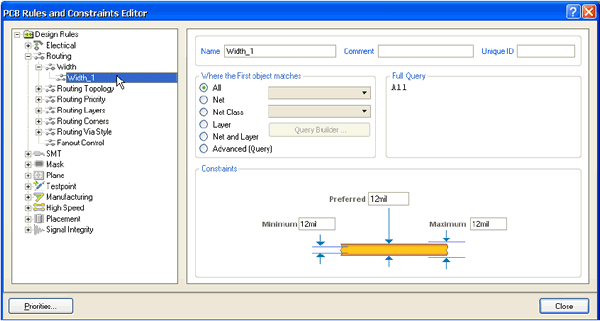 PCB Rules and Constraints Editor
Design Rules
Electrical
Routing
Width
Width_1
Routing Topology
Routing Priority
Routing Layers
Routing Corners
Routing Via Style
Fanout Control
SMT
Mask
Plane
Testpoint
Manufacturing
High Speed
Placement
Signal Integrity
Name Width_1 Comment Unique ID
Where the First object matches
All
Net
Net Class
Layer
Net and Layer
Advanced (Query)
Query Builder ...
Full Query
All
Constraints
Preferred 12mil
Minimum 12mil Maximum 12mil
Priorities... Close